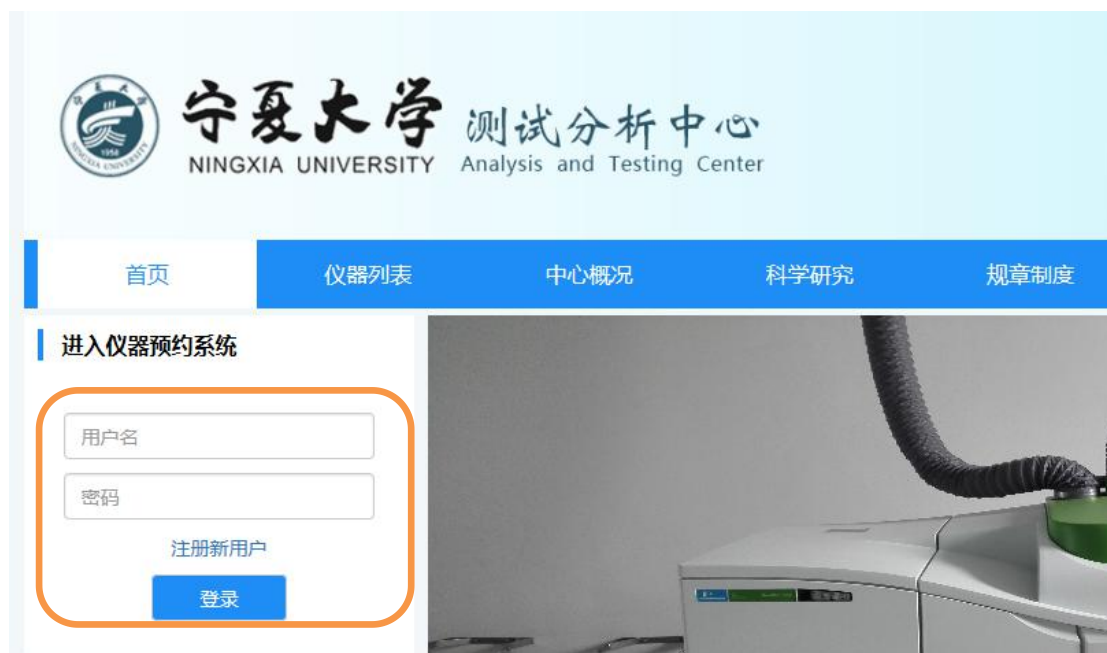 宁夏大学
NINGXIA UNIVERSITY
测试分析中心
Analysis and Testing Center
首页
仪器列表
中心概况
科学研究
规章制度
进入仪器预约系统
用户名
密码
注册新用户
登录